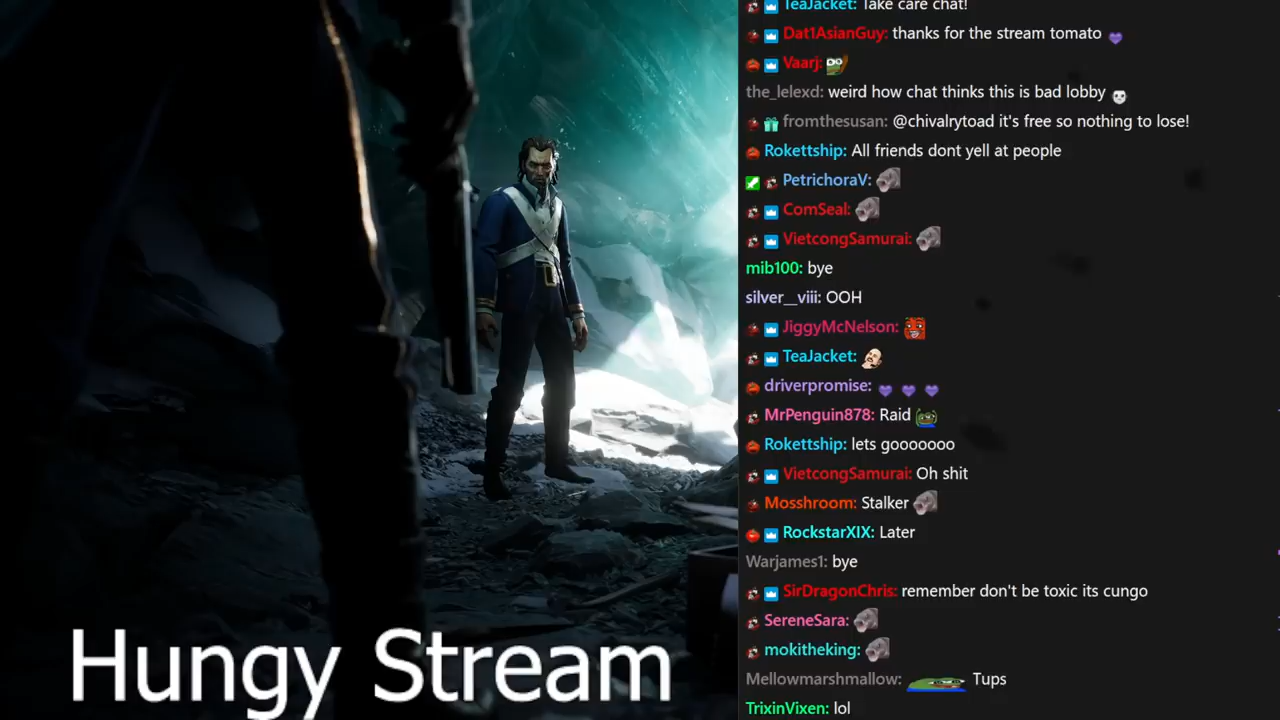 TeaJacket: Take care chat!
Dat1AsianGuy: thanks for the stream tomato
Vaarj:
the_lelexd: weird how chat thinks this is bad lobby
fromthesusan: @chivalrytoad it's free so nothing to lose!
Rokettship: All friends dont yell at people
PetrichoraV:
ComSeal:
VietcongSamurai:
mib100: bye
silver__viii: OOH
JiggyMcNelson:
TeaJacket:
driverpromise:
MrPenguin878: Raid
Rokettship: lets gooooooo
VietcongSamurai: Oh shit
Mosshroom: Stalker
RockstarXIX: Later
Warjames1: bye
SirDragonChris: remember don't be toxic its cungo
SereneSara:
mokitheking:
Mellowmarshmallow: Tups
TrixinVixen: lol
Hungy Stream